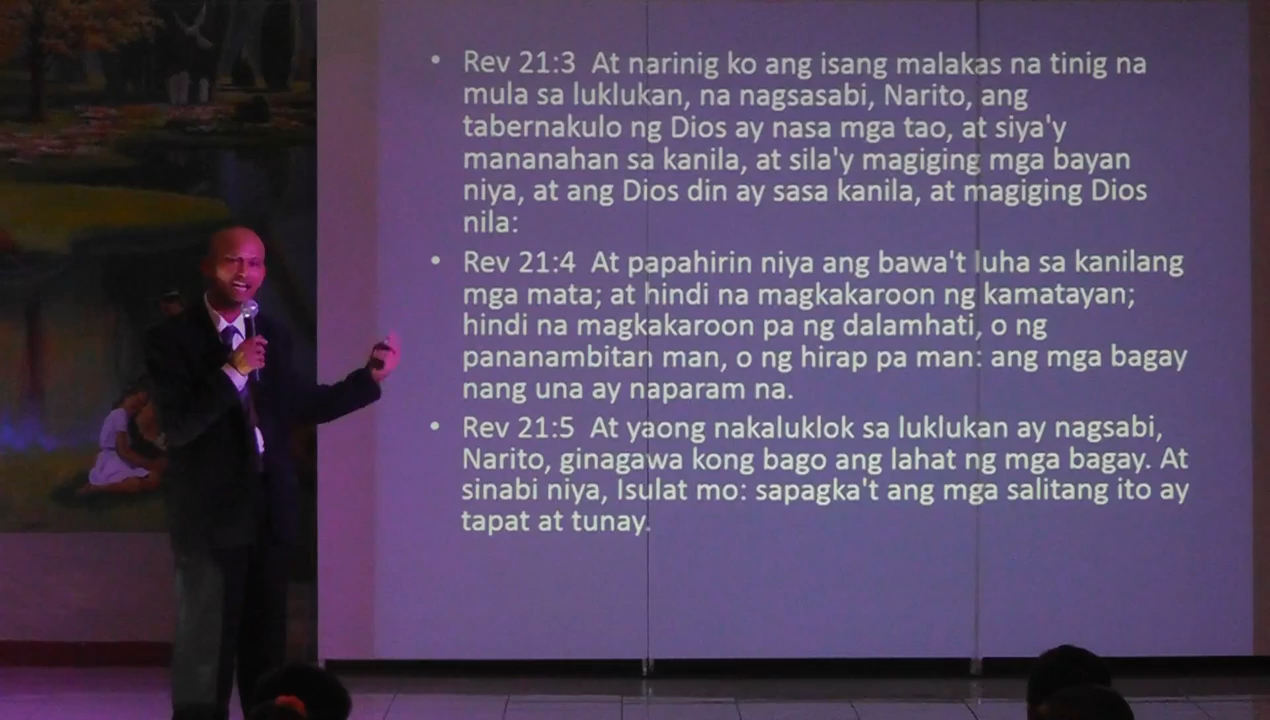 • Rev 21:3 At narinig ko ang isang malakas na tinig na
mula sa luklukan, na nagsasabi, Narito, ang
tabernakulo ng Dios ay nasa mga tao, at siya'y
mananahan sa kanila, at sila'y magiging mga bayan
niya, at ang Dios din ay sasa kanila, at magiging Dios
nila:
• Rev 21:4 At papahirin niya ang bawa't luha sa kanilang
mga mata; at hindi na magkakaroon ng kamatayan;
hindi na magkakaroon pa ng dalamhati, o ng
pananambitan man, o ng hirap pa man: ang mga bagay
nang una ay naparam na.
• Rev 21:5 At yaong nakaluklok sa luklukan ay nagsabi,
Narito, ginagawa kong bago ang lahat ng mga bagay. At
sinabi niya, Isulat mo: sapagka't ang mga salitang ito ay
tapat at tunay.